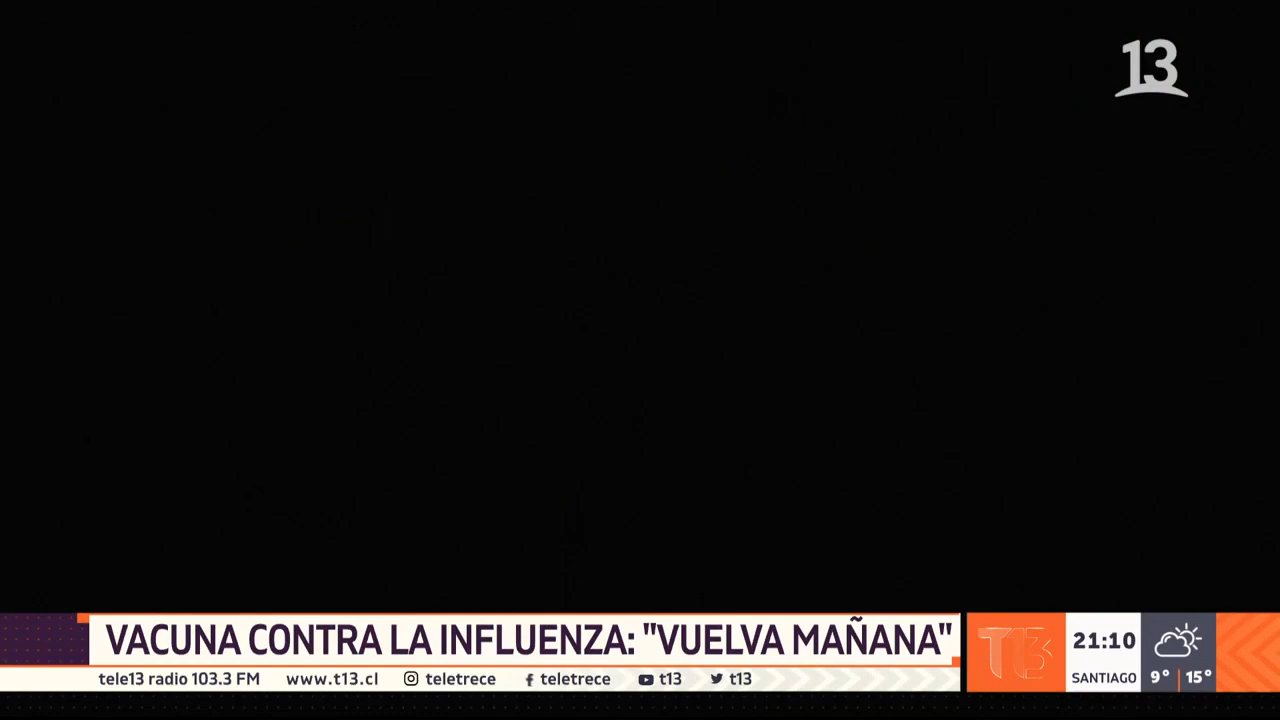 13
VACUNA CONTRA LA INFLUENZA: "VUELVA MAÑANA"
tele13 radio 103.3 FM www.t13.cl teletrece teletrece t13 t13
T13
21:10
SANTIAGO
9° 15°